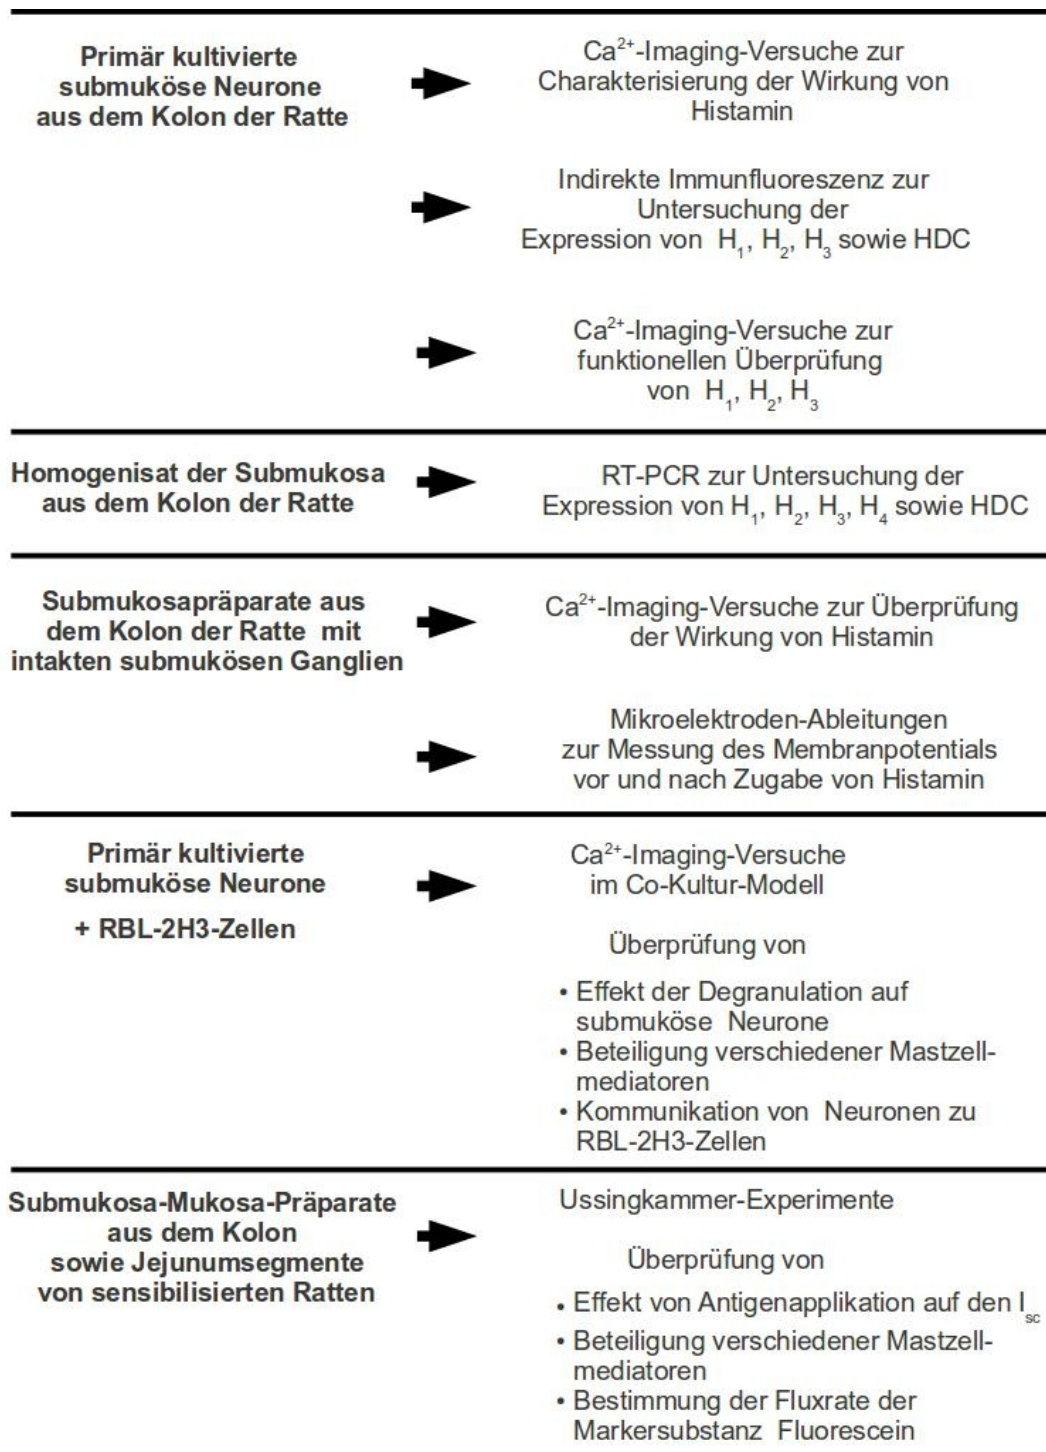 Primär kultivierte
submuköse Neurone
aus dem Kolon der Ratte
Ca²⁺-Imaging-Versuche zur
Charakterisierung der Wirkung von
Histamin
Indirekte Immunfluoreszenz zur
Untersuchung der
Expression von H₁, H₂, H₃ sowie HDC
Ca²⁺-Imaging-Versuche zur
funktionellen Überprüfung
von H₁, H₂, H₃
Homogenisat der Submukosa
aus dem Kolon der Ratte
RT-PCR zur Untersuchung der
Expression von H₁, H₂, H₃, H₄ sowie HDC
Submukosapräparate aus
dem Kolon der Ratte mit
intakten submukösen Ganglien
Ca²⁺-Imaging-Versuche zur Überprüfung
der Wirkung von Histamin
Mikroelektroden-Ableitungen
zur Messung des Membranpotentials
vor und nach Zugabe von Histamin
Primär kultivierte
submuköse Neurone
+ RBL-2H3-Zellen
Ca²⁺-Imaging-Versuche
im Co-Kultur-Modell
Überprüfung von
• Effekt der Degranulation auf
submuköse Neurone
• Beteiligung verschiedener Mastzell-
mediatoren
• Kommunikation von Neuronen zu
RBL-2H3-Zellen
Submukosa-Mukosa-Präparate
aus dem Kolon
sowie Jejunumsegmente
von sensibilisierten Ratten
Ussingkammer-Experimente
Überprüfung von
• Effekt von Antigenapplikation auf den Isc
• Beteiligung verschiedener Mastzell-
mediatoren
• Bestimmung der Fluxrate der
Markersubstanz Fluorescein